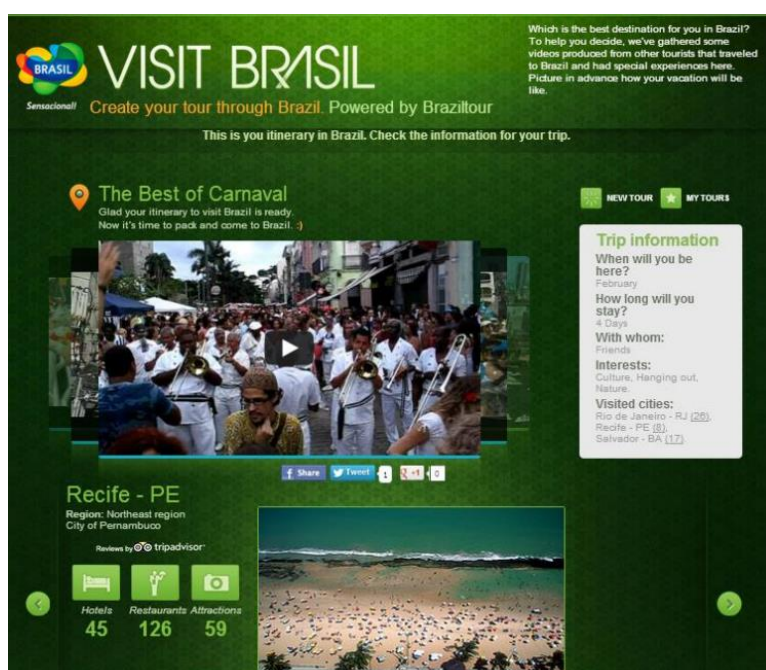 Which is the best destination for you in Brazil?
To help you decide, we've gathered some
videos produced from other tourists that traveled
to Brazil and had special experiences here.
Picture in advance how your vacation will be
like.
BRASIL
Sensacional!
VISIT BRASIL
Create your tour through Brazil. Powered by Braziltour
This is you itinerary in Brazil. Check the information for your trip.
The Best of Carnaval
Glad your itinerary to visit Brazil is ready.
Now it's time to pack and come to Brazil. :)
NEW TOUR
MY TOURS
Trip information
When will you be
here?
February
How long will you
stay?
4 Days
With whom:
Friends
Interests:
Culture, Hanging out,
Nature.
Visited cities:
Rio de Janeiro - RJ (26),
Recife - PE (8),
Salvador - BA (17).
f Share
Tweet
1
g +1
0
Recife - PE
Region: Northeast region
City of Pernambuco
Reviews by tripadvisor
Hotels
45
Restaurants
126
Attractions
59